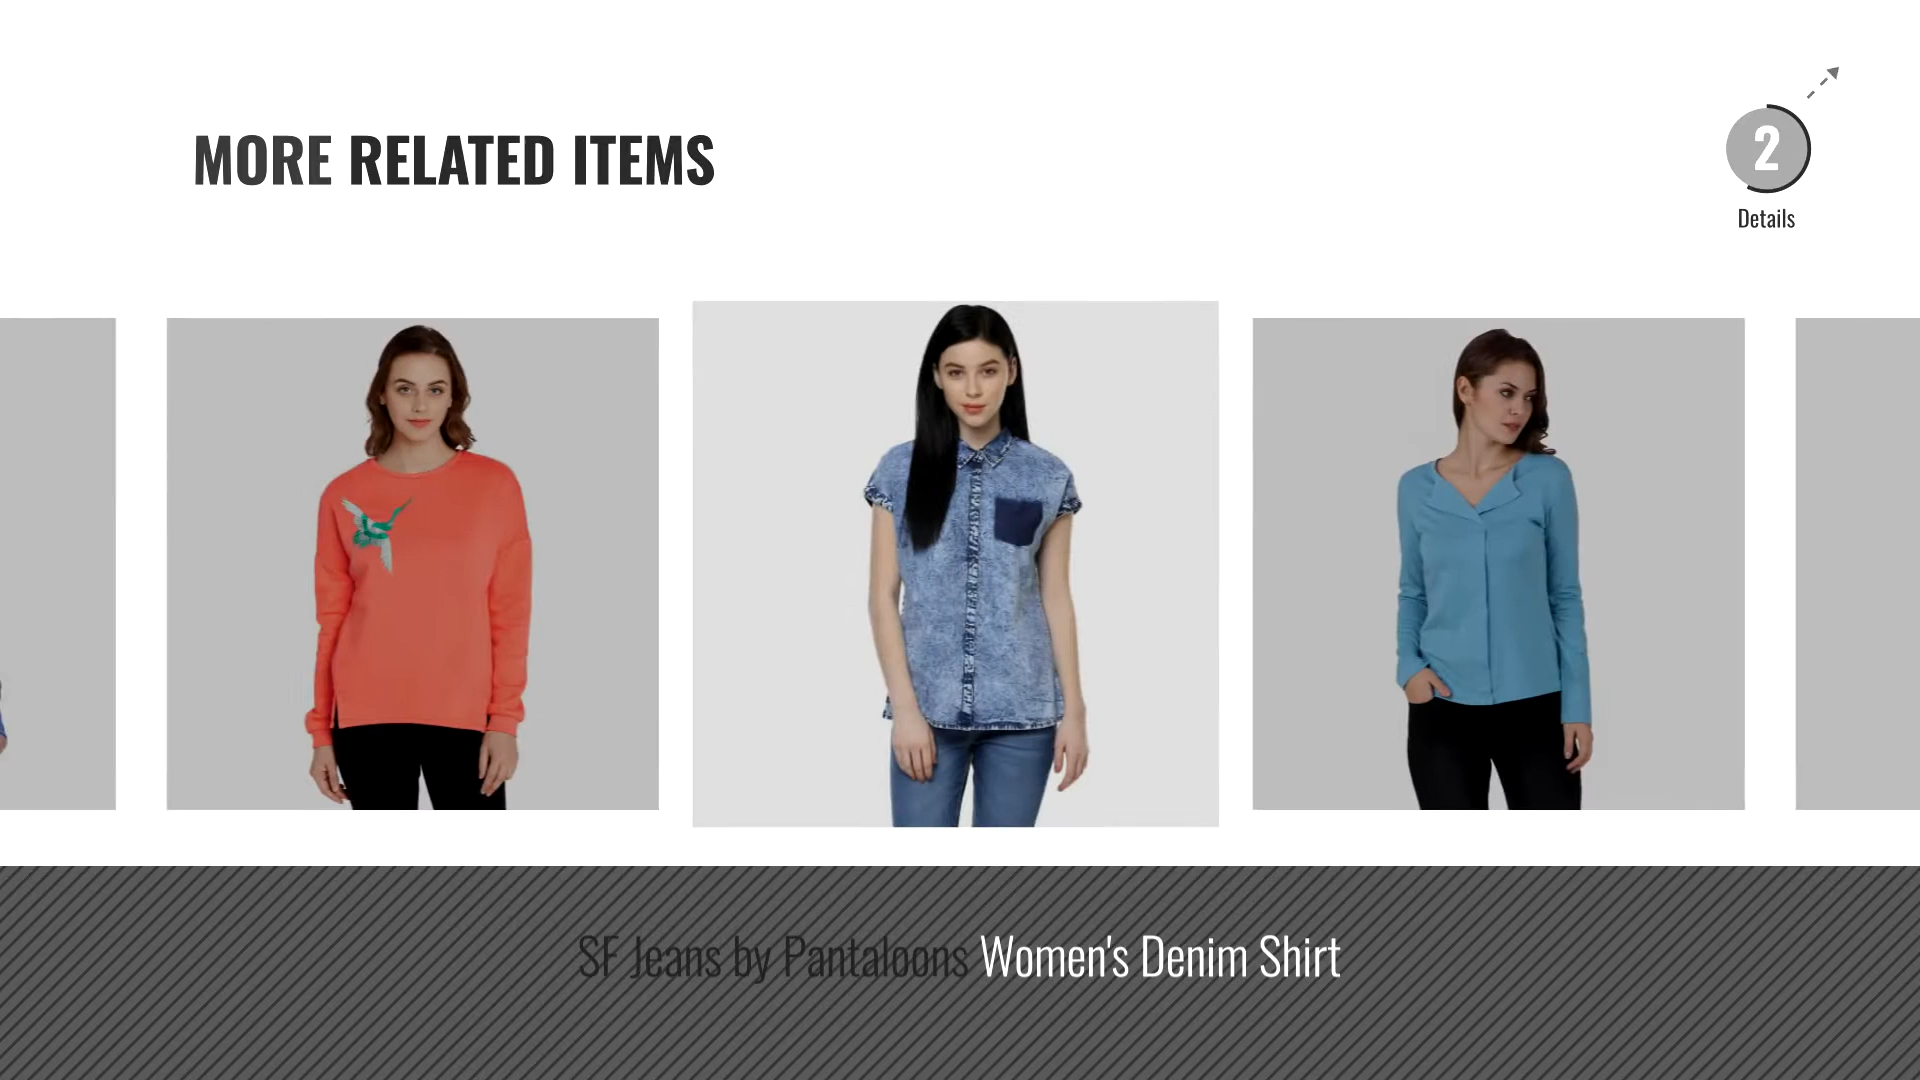 MORE RELATED ITEMS
2
Details
SF Jeans by Pantaloons Women's Denim Shirt